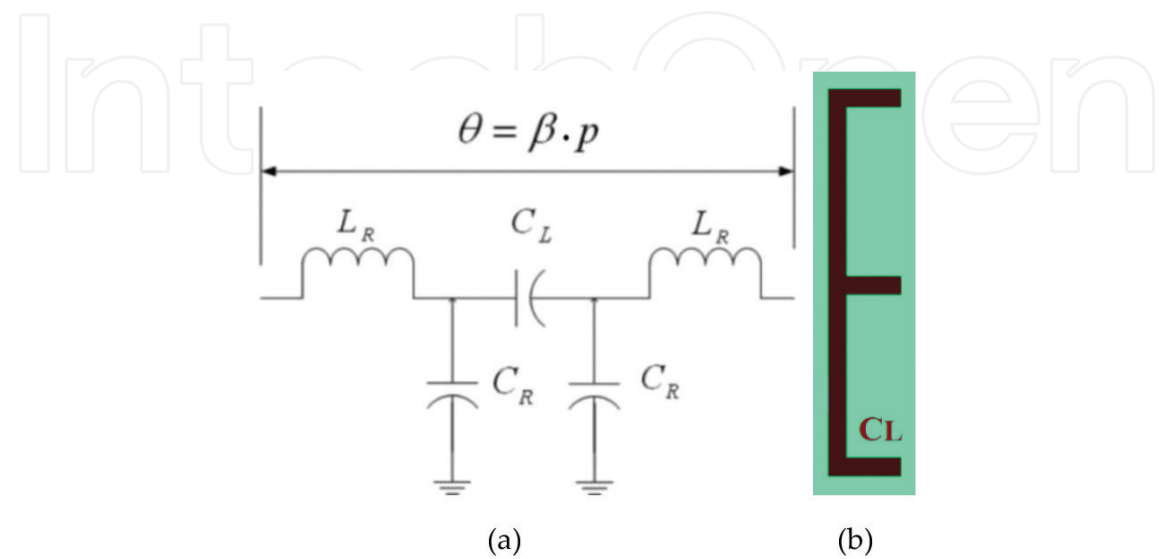 IntechOpen
θ = β . p
L_R C_L L_R
C_R C_R
CL
(a) (b)